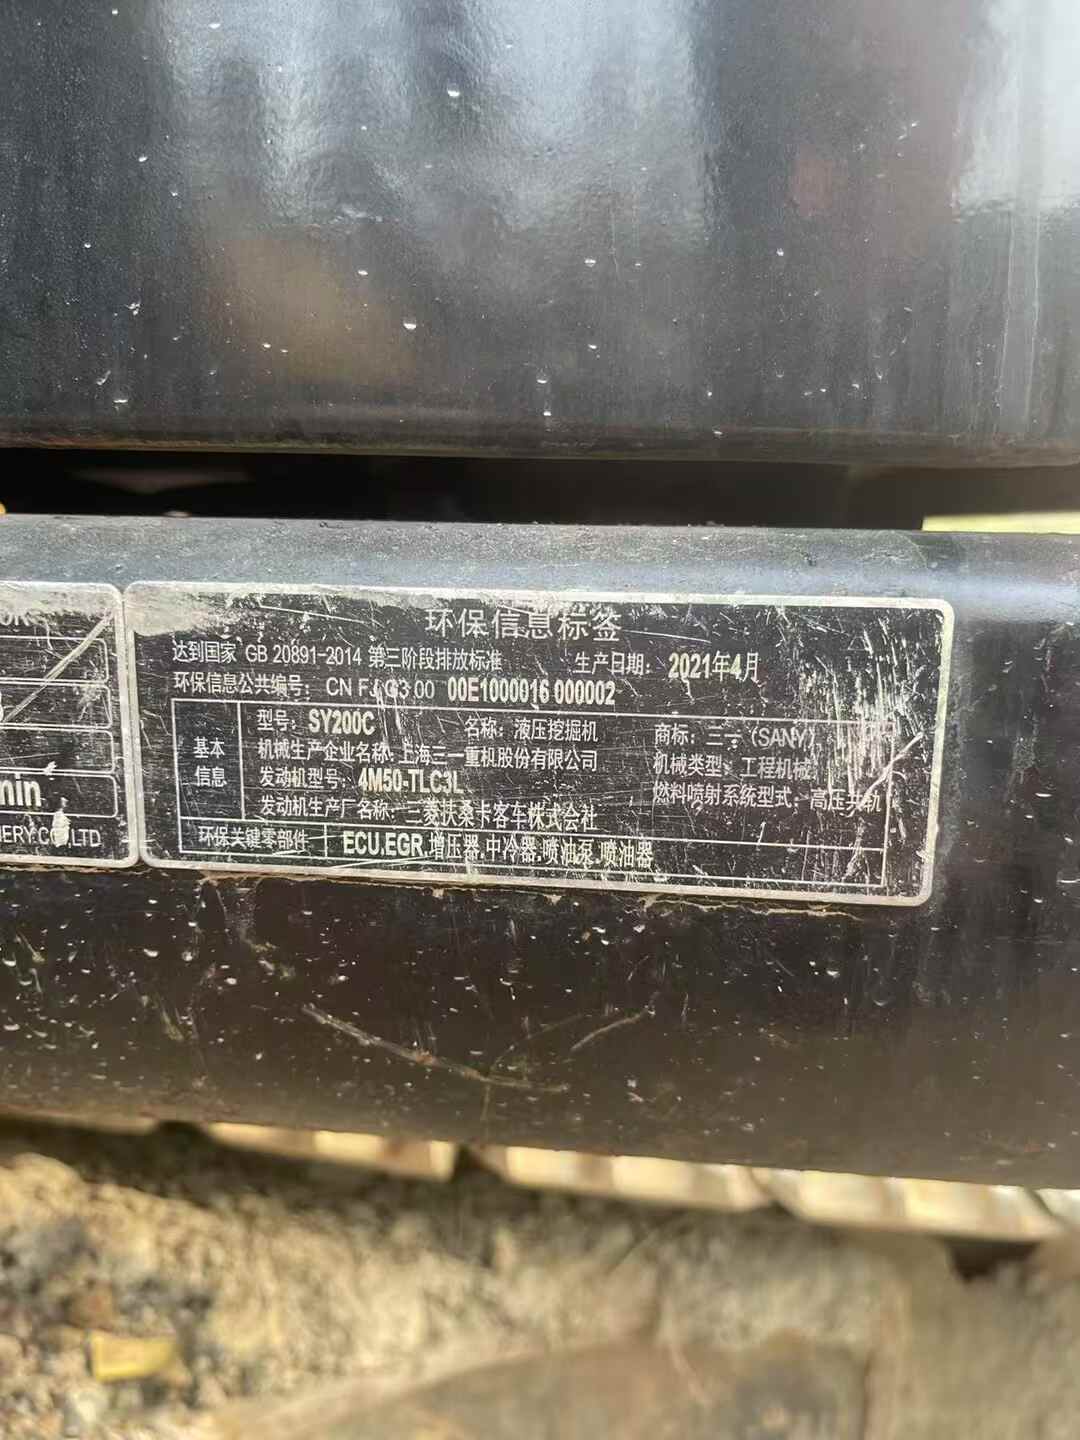 环保信息标签
达到国家 GB 20891-2014 第三阶段排放标准 生产日期： 2021年4月
环保信息公共编号： CN FJ G3 00 00E1000016 000002
基本信息
型号： SY200C 名称：液压挖掘机 商标：三一（SANY）
机械生产企业名称：上海三一重机股份有限公司 机械类型：工程机械
发动机型号：4M50-TLC3L 燃料喷射系统型式：高压共轨
发动机生产厂名称：三菱扶桑卡客车株式会社
环保关键零部件 ECU.EGR.增压器.中冷器.喷油泵.喷油器
min
CO.,LTD